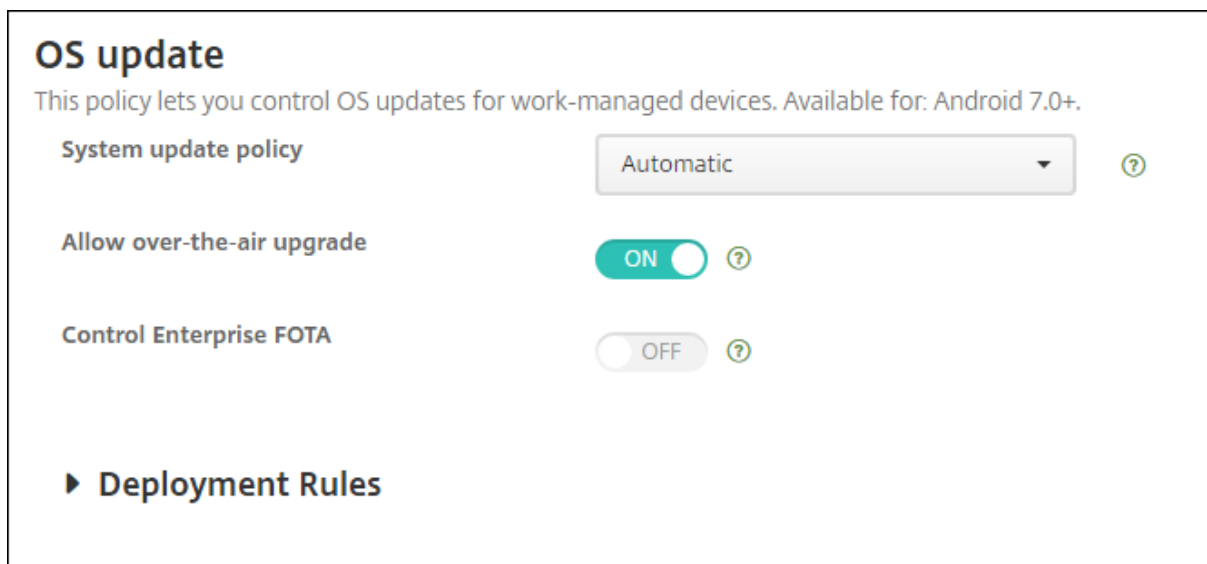 OS update
This policy lets you control OS updates for work-managed devices. Available for: Android 7.0+.
System update policy
Automatic
?
Allow over-the-air upgrade
ON
?
Control Enterprise FOTA
OFF
?
Deployment Rules